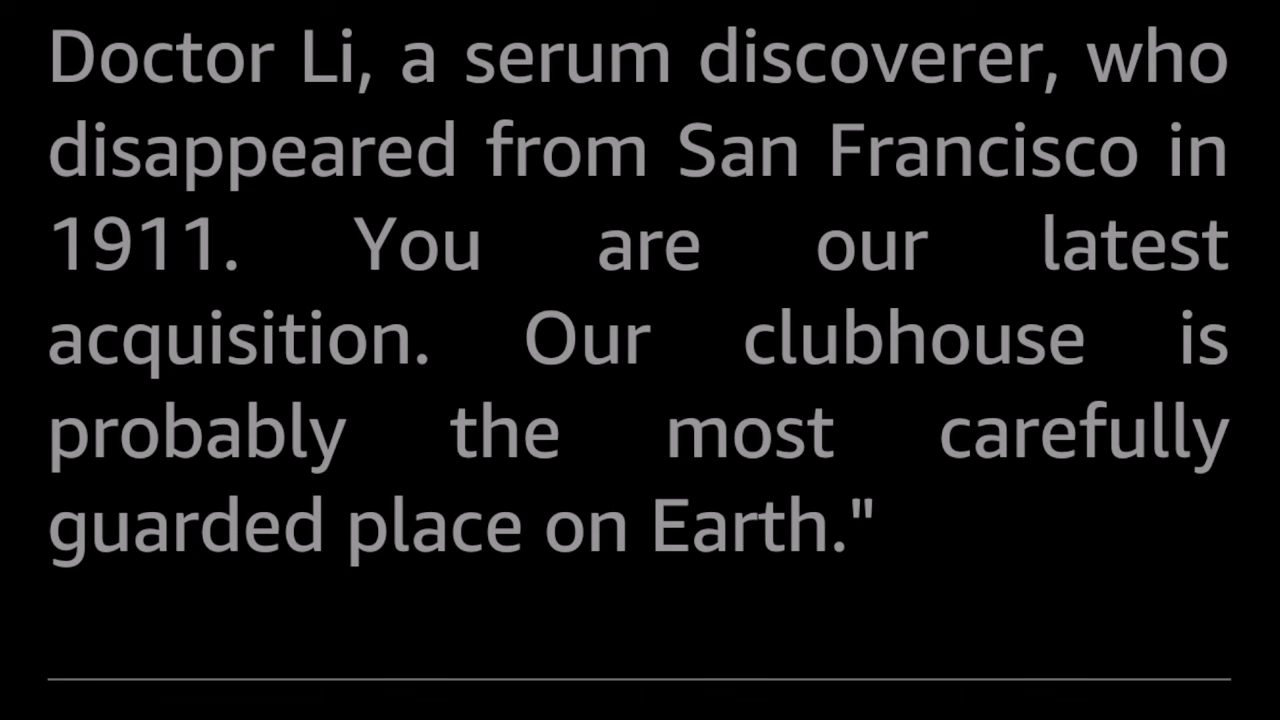 Doctor Li, a serum discoverer, who
disappeared from San Francisco in
1911. You are our latest
acquisition. Our clubhouse is
probably the most carefully
guarded place on Earth."